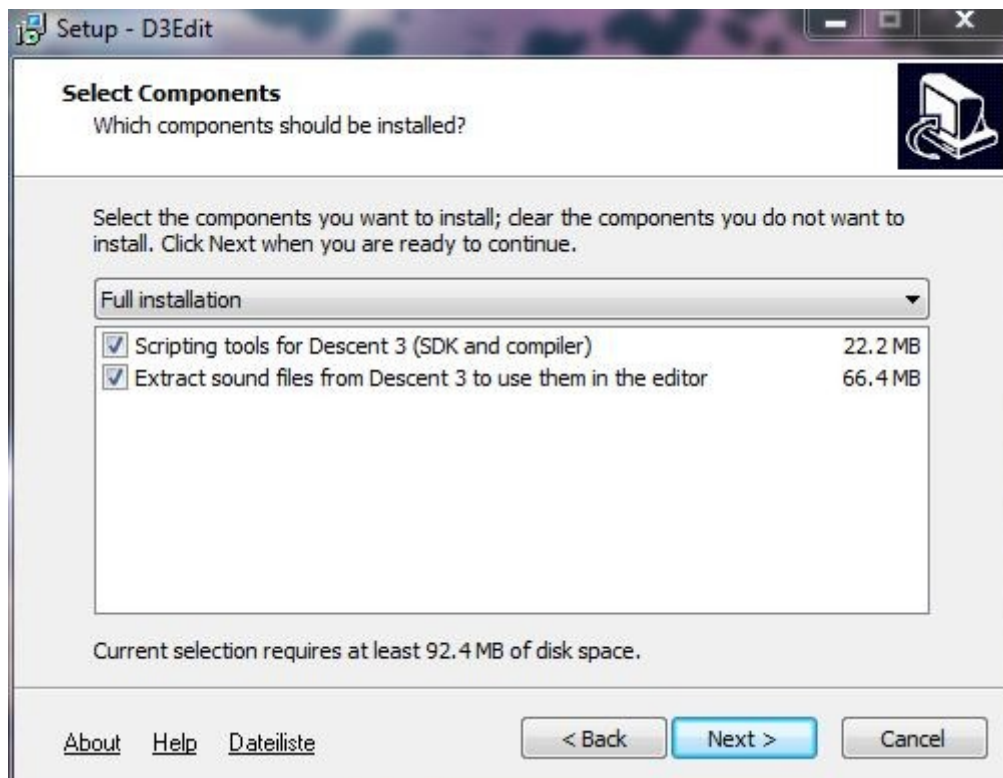 Setup - D3Edit
Select Components
Which components should be installed?
Select the components you want to install; clear the components you do not want to
install. Click Next when you are ready to continue.
Full installation
Scripting tools for Descent 3 (SDK and compiler) 22.2 MB
Extract sound files from Descent 3 to use them in the editor 66.4 MB
Current selection requires at least 92.4 MB of disk space.
About Help Dateiliste < Back Next > Cancel